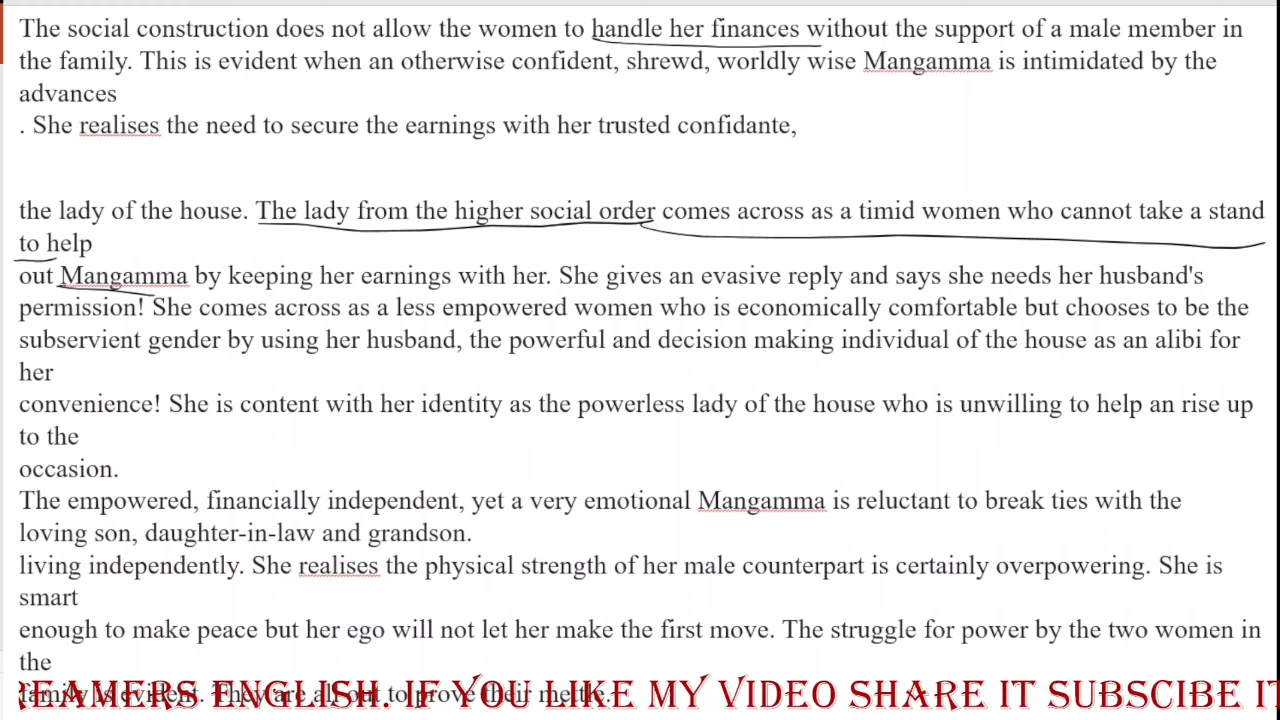 The social construction does not allow the women to handle her finances without the support of a male member in
the family. This is evident when an otherwise confident, shrewd, worldly wise Mangamma is intimidated by the
advances
. She realises the need to secure the earnings with her trusted confidante,
the lady of the house. The lady from the higher social order comes across as a timid women who cannot take a stand
to help
out Mangamma by keeping her earnings with her. She gives an evasive reply and says she needs her husband's
permission! She comes across as a less empowered women who is economically comfortable but chooses to be the
subservient gender by using her husband, the powerful and decision making individual of the house as an alibi for
her
convenience! She is content with her identity as the powerless lady of the house who is unwilling to help an rise up
to the
occasion.
The empowered, financially independent, yet a very emotional Mangamma is reluctant to break ties with the
loving son, daughter-in-law and grandson.
living independently. She realises the physical strength of her male counterpart is certainly overpowering. She is
smart
enough to make peace but her ego will not let her make the first move. The struggle for power by the two women in
the
family is evident. They are all out to prove their mettle.
ENGLISH. IF YOU LIKE MY VIDEO SHARE IT SUBSCIBE